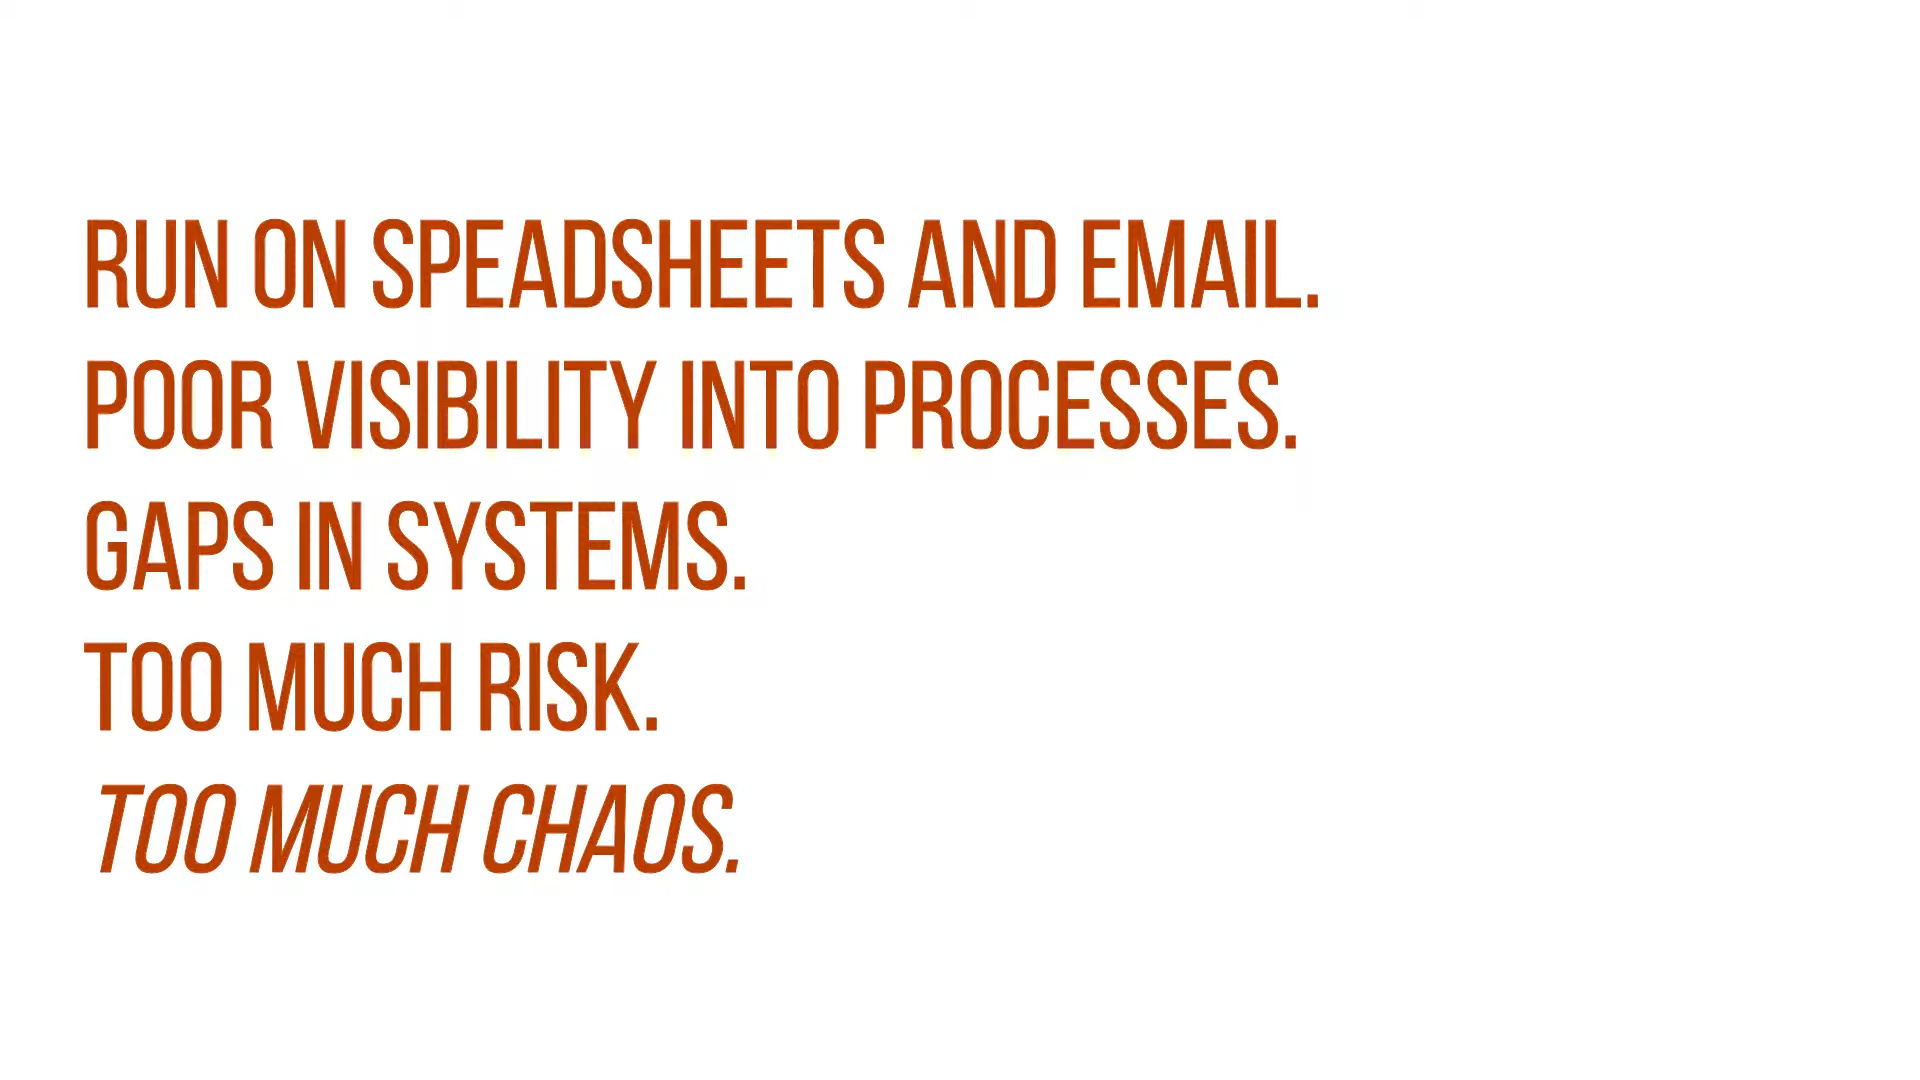 RUN ON SPEADSHEETS AND EMAIL.
POOR VISIBILITY INTO PROCESSES.
GAPS IN SYSTEMS.
TOO MUCH RISK.
TOO MUCH CHAOS.